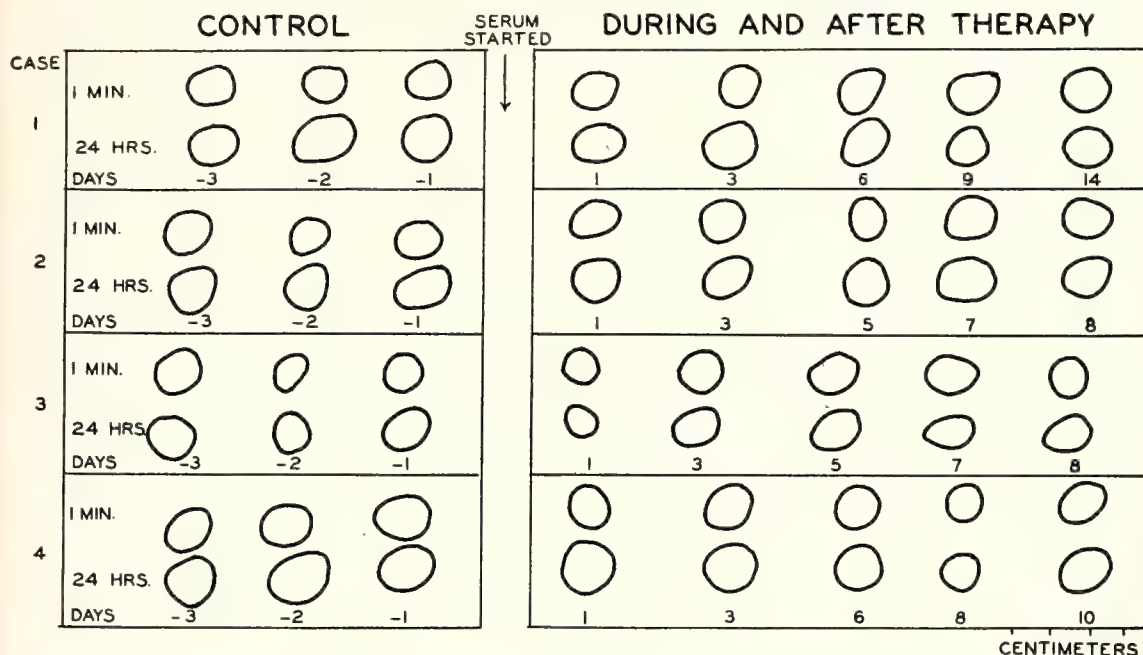 CONTROL
SERUM
STARTED
DURING AND AFTER THERAPY
CASE
1
1 MIN.
24 HRS.
DAYS -3 -2 -1
1 3 6 9 14
2
1 MIN.
24 HRS.
DAYS -3 -2 -1
1 3 5 7 8
3
1 MIN.
24 HRS
DAYS -3 -2 -1
1 3 5 7 8
4
1 MIN.
24 HRS.
DAYS -3 -2 -1
1 3 6 8 10
CENTIMETERS